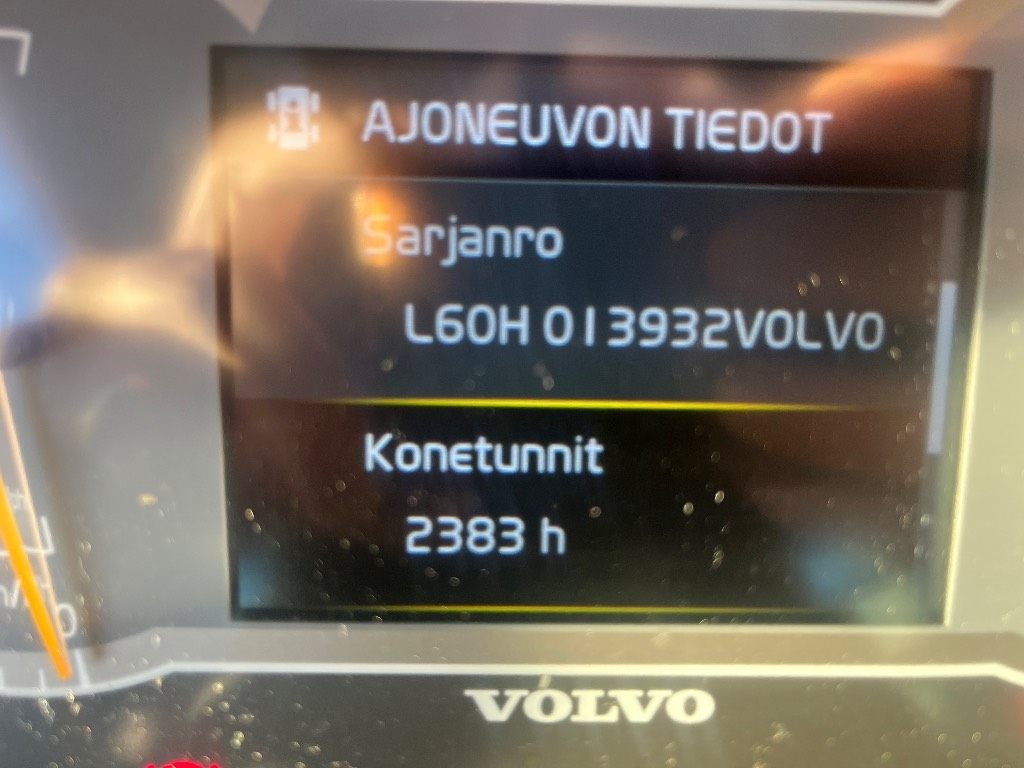 AJONEUVON TIEDOT
Sarjanro
L60H 013932VOLVO
Konetunnit
2383 h
VOLVO